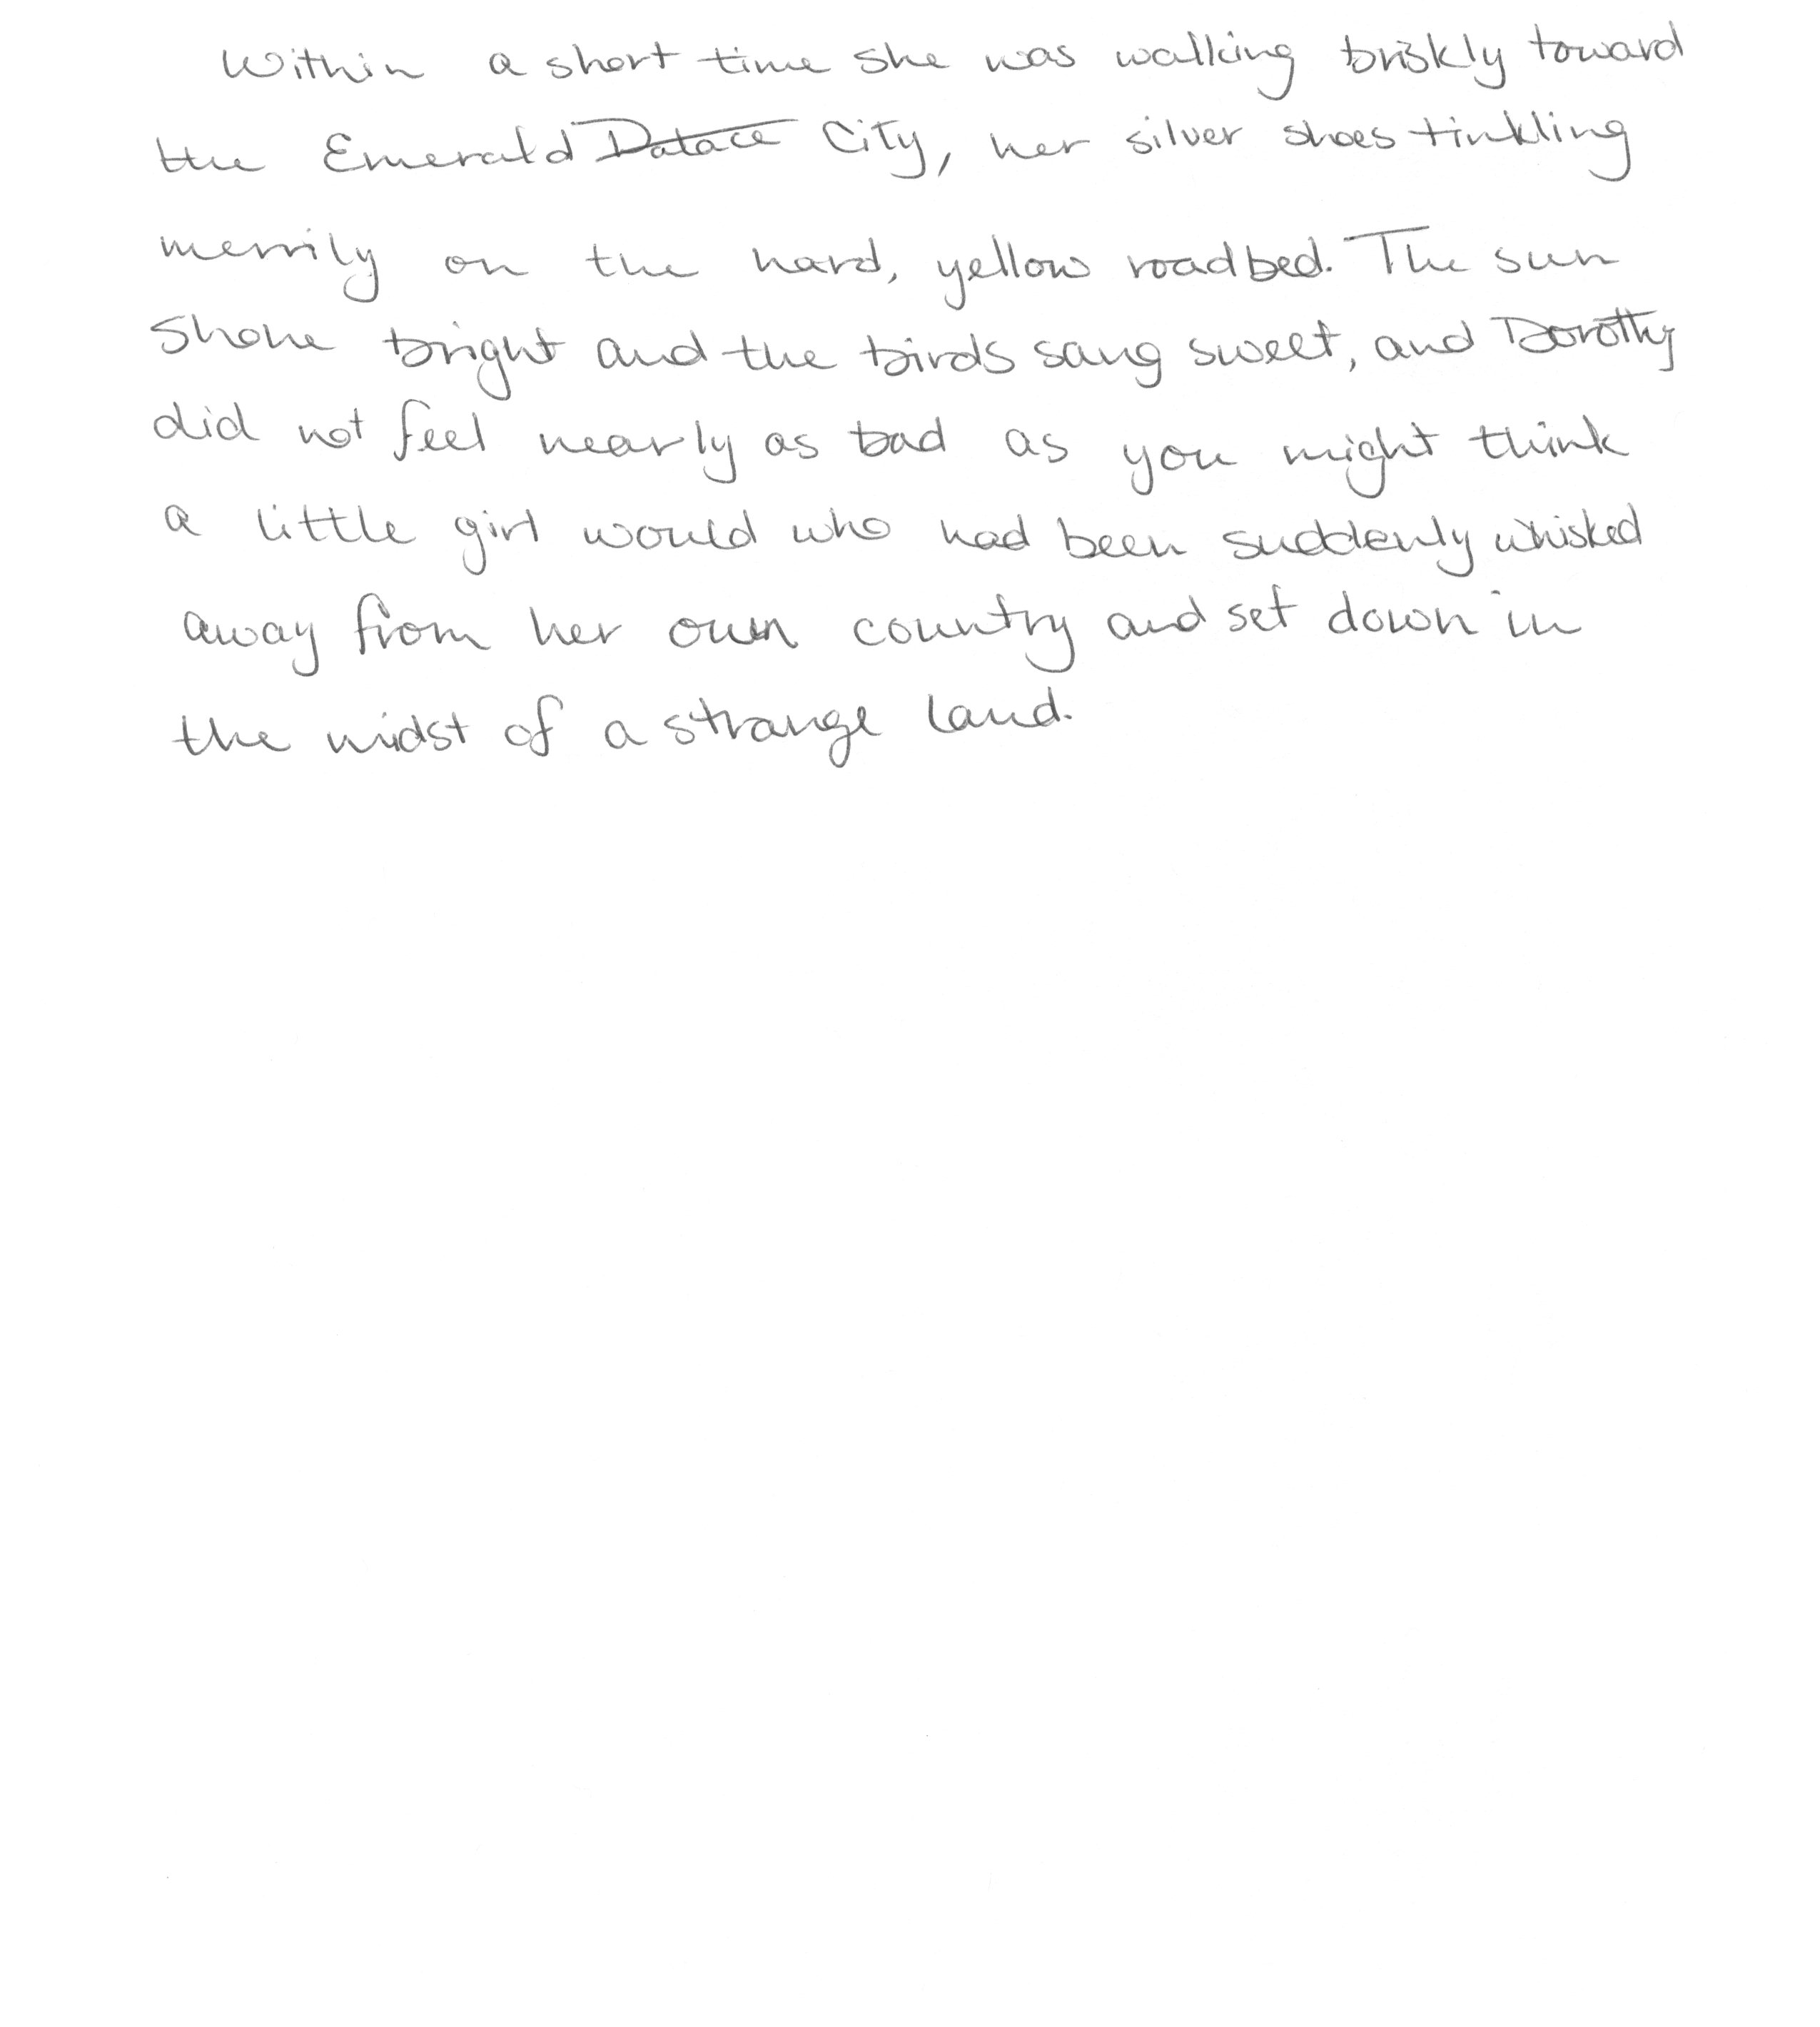 Within a short time she was walking briskly toward
the Emerald Palace City, her silver shoes tinkling
merrily on the hard, yellow roadbed. The sun
shone bright and the birds sang sweet, and Dorothy
did not feel nearly as bad as you might think
a little girl would who had been suddenly whisked
away from her own country and set down in
the midst of a strange land.